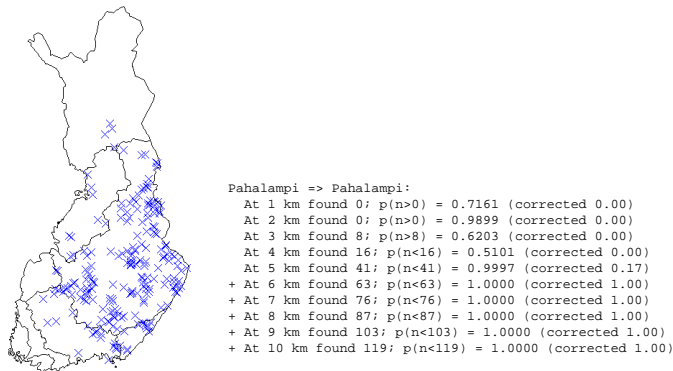 Pahalampi => Pahalampi:
At 1 km found 0; p(n>0) = 0.7161 (corrected 0.00)
At 2 km found 0; p(n>0) = 0.9899 (corrected 0.00)
At 3 km found 8; p(n>8) = 0.6203 (corrected 0.00)
At 4 km found 16; p(n<16) = 0.5101 (corrected 0.00)
At 5 km found 41; p(n<41) = 0.9997 (corrected 0.17)
+ At 6 km found 63; p(n<63) = 1.0000 (corrected 1.00)
+ At 7 km found 76; p(n<76) = 1.0000 (corrected 1.00)
+ At 8 km found 87; p(n<87) = 1.0000 (corrected 1.00)
+ At 9 km found 103; p(n<103) = 1.0000 (corrected 1.00)
+ At 10 km found 119; p(n<119) = 1.0000 (corrected 1.00)